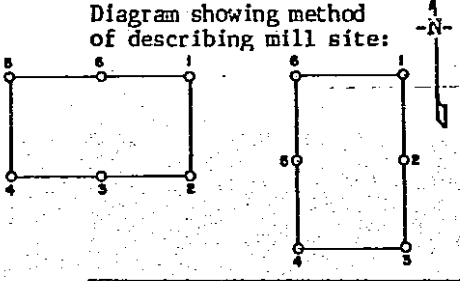 Diagram showing method
of describing mill site:
-N-
5 6 1
4 3 2
6 1
5 2
4 3